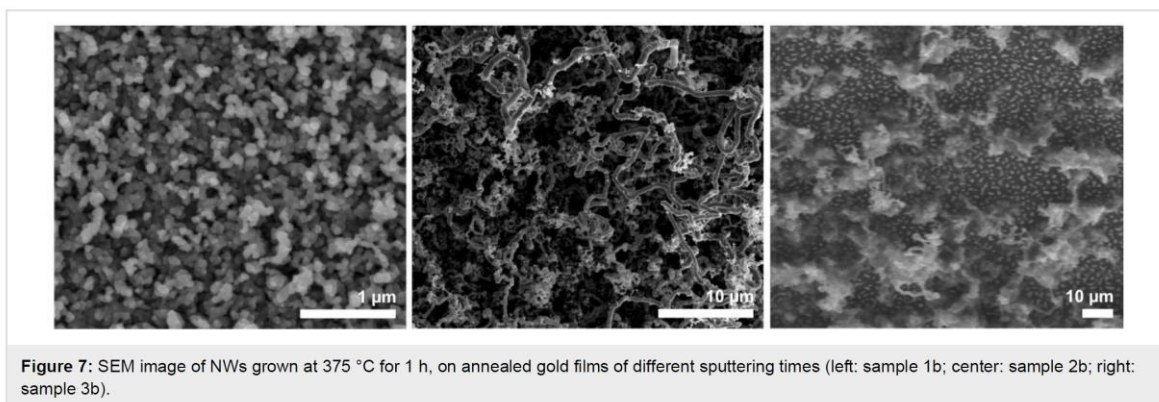 1 µm
10 µm
10 µm
Figure 7: SEM image of NWs grown at 375 °C for 1 h, on annealed gold films of different sputtering times (left: sample 1b; center: sample 2b; right:
sample 3b).